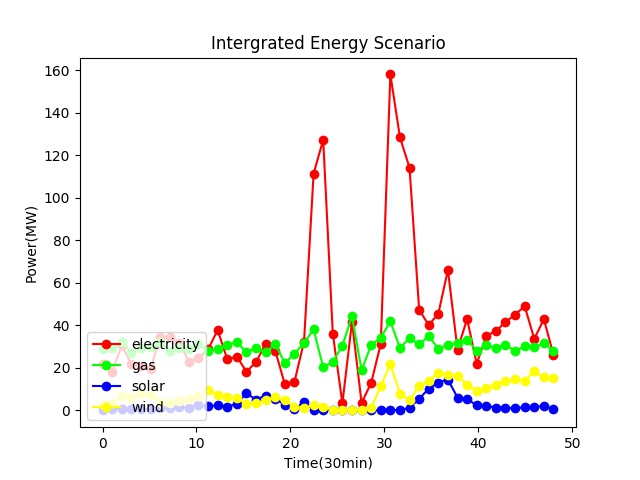 Intergrated Energy Scenario
Power(MW)
160
140
120
100
80
60
40
20
0
electricity
gas
solar
wind
0 10 20 30 40 50
Time(30min)